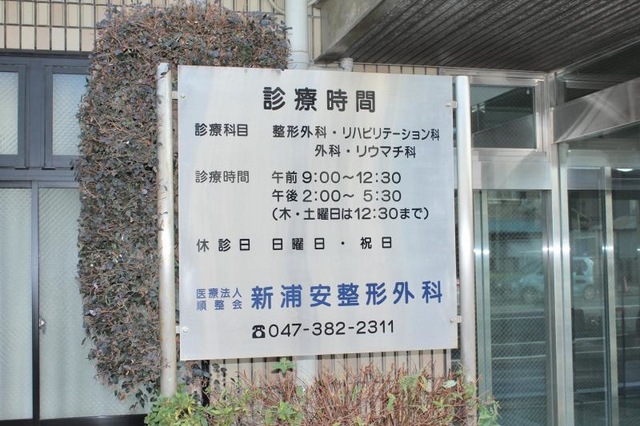 診療時間
診療科目 整形外科・リハビリテーション科
外科・リウマチ科
診療時間 午前 9:00〜12:30
午後 2:00〜 5:30
(木・土曜日は12:30まで)
休診日 日曜日・祝日
医療法人 順整会 新浦安整形外科
☎047-382-2311